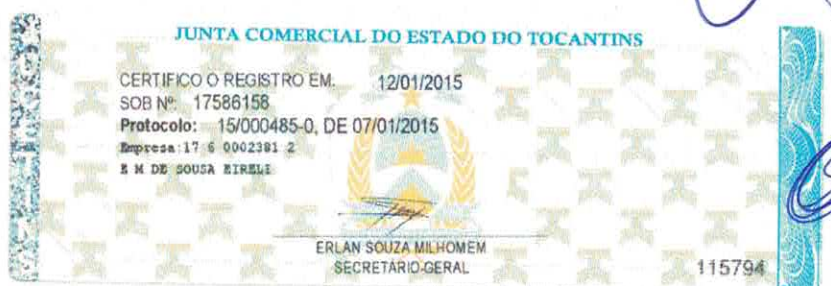 JUNTA COMERCIAL DO ESTADO DO TOCANTINS
CERTIFICO O REGISTRO EM: 12/01/2015
SOB Nº: 17586158
Protocolo: 15/000485-0, DE 07/01/2015
Empresa:17 6 0002381 2
E M DE SOUSA EIRELI
ERLAN SOUZA MILHOMEM
SECRETÁRIO-GERAL
115794